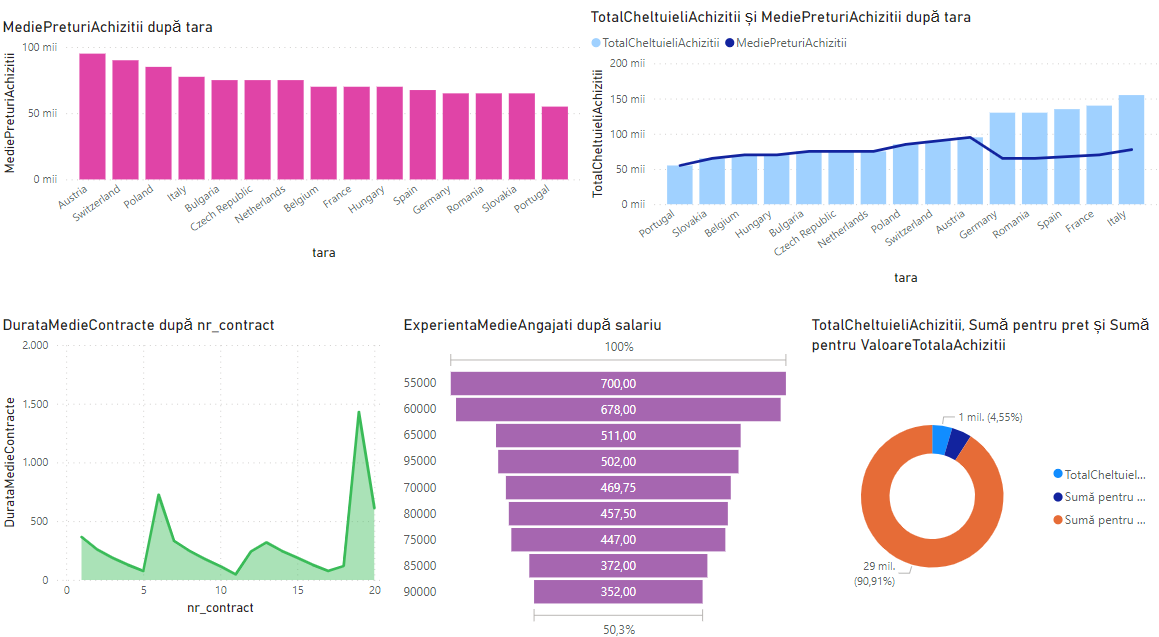 MediePreturiAchizitii după tara
100 mii
50 mii
0 mii
MediePreturiAchizitii
Austria
Switzerland
Poland
Italy
Bulgaria
Czech Republic
Netherlands
Belgium
France
Hungary
Spain
Germany
Romania
Slovakia
Portugal
tara
TotalCheltuieliAchizitii și MediePreturiAchizitii după tara
TotalCheltuieliAchizitii MediePreturiAchizitii
200 mii
150 mii
100 mii
50 mii
0 mii
TotalCheltuieliAchizitii
Portugal
Slovakia
Belgium
Hungary
Bulgaria
Czech Republic
Netherlands
Poland
Switzerland
Austria
Germany
Romania
Spain
France
Italy
tara
DurataMedieContracte după nr_contract
2.000
1.500
1.000
500
0
DurataMedieContracte
0 5 10 15 20
nr_contract
ExperientaMedieAngajati după salariu
100%
55000 700,00
60000 678,00
65000 511,00
95000 502,00
70000 469,75
80000 457,50
75000 447,00
85000 372,00
90000 352,00
50,3%
TotalCheltuieliAchizitii, Sumă pentru pret și Sumă
pentru ValoareTotalaAchizitii
1 mil. (4,55%)
29 mil.
(90,91%)
TotalCheltuiel...
Sumă pentru ...
Sumă pentru ...